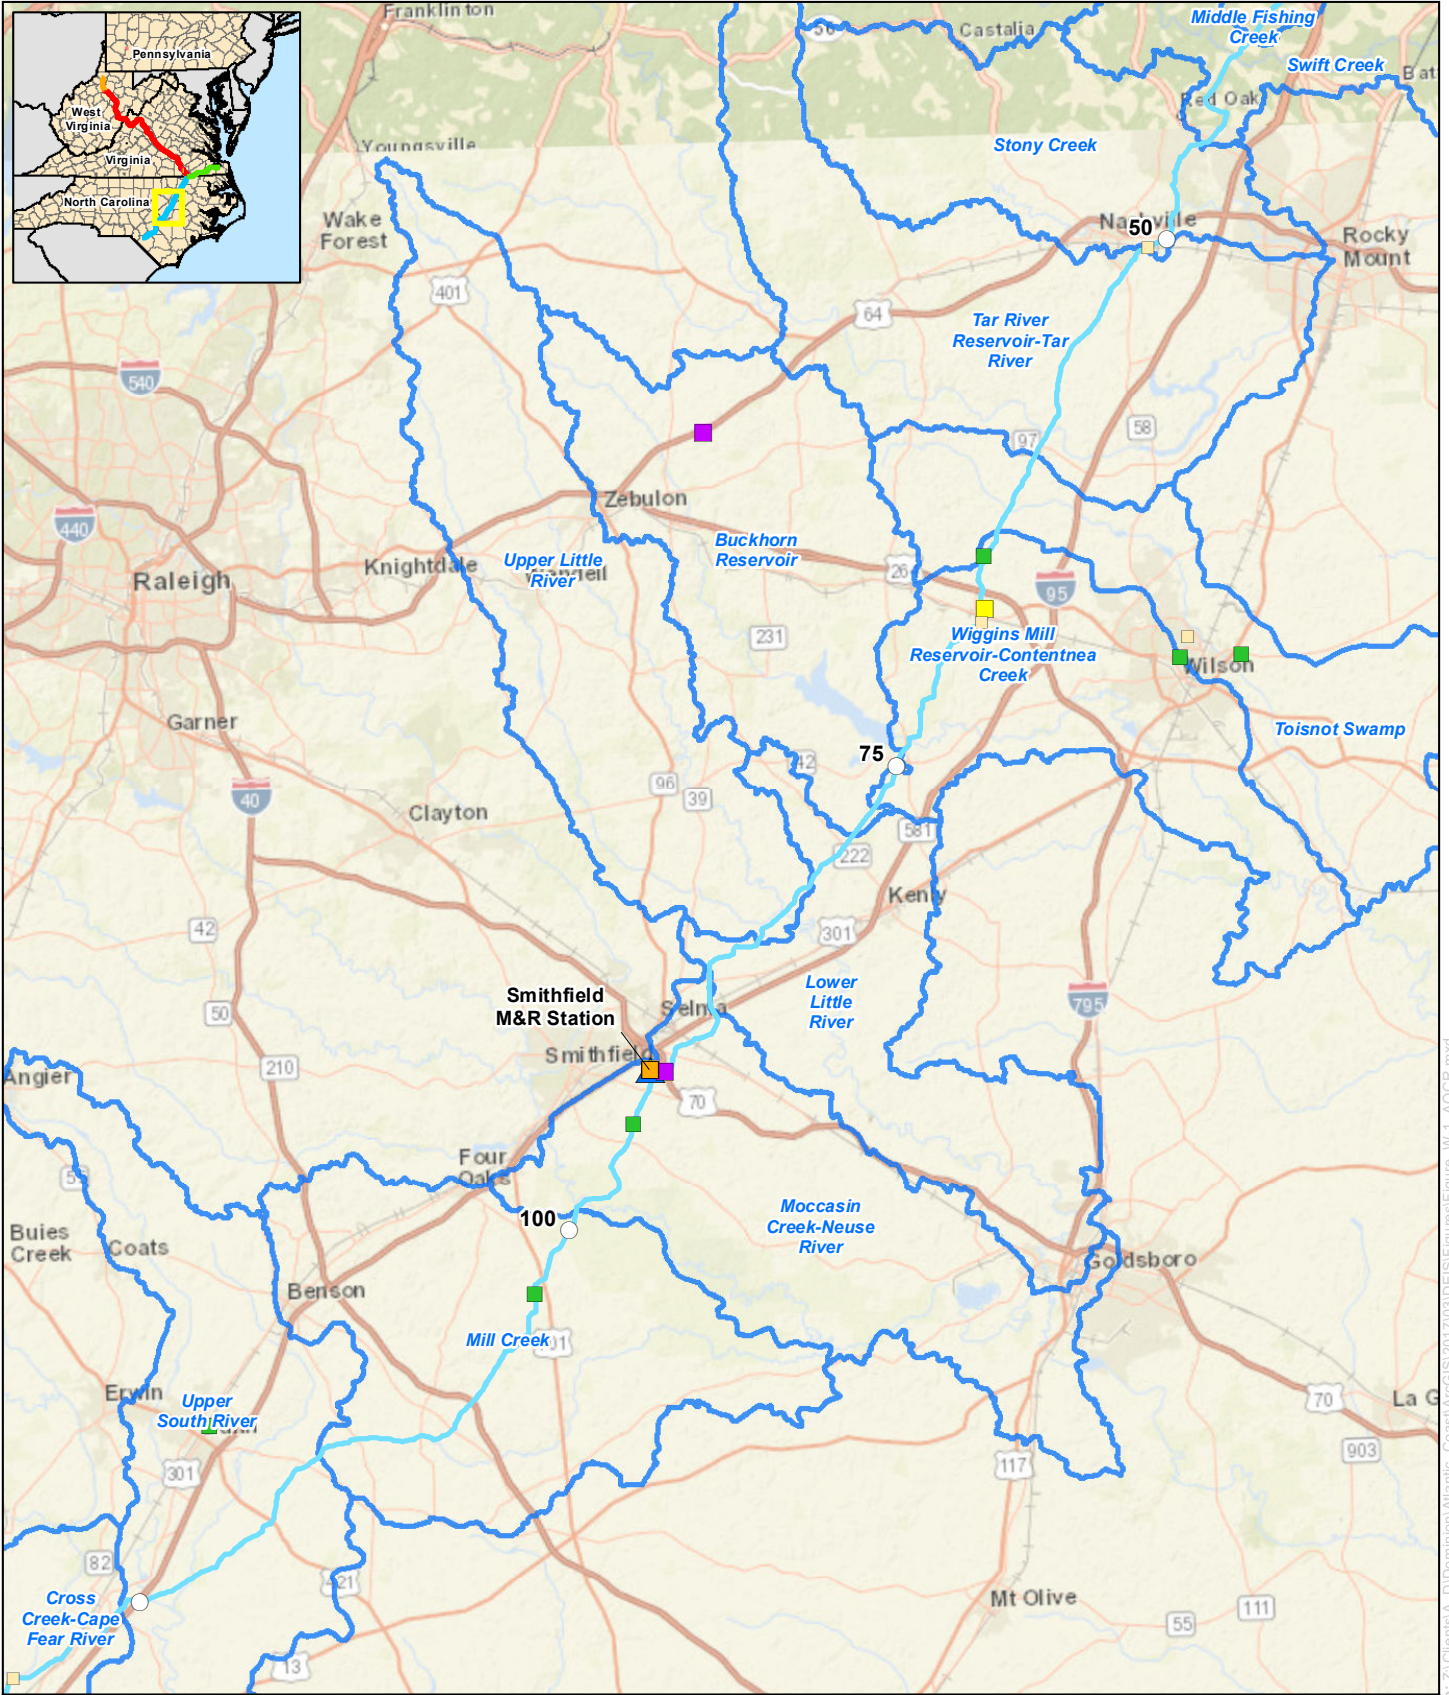 Franklinton
Castalia
Middle Fishing
Creek
56
Swift Creek
Pennsylvania
West
Virginia
Virginia
North Carolina
Red Oak
Bat
Youngsville
Stony Creek
Wake
Forest
Nashville
50
Rocky
Mount
401
64
Tar River
Reservoir-Tar
River
540
58
97
Zebulon
440
Buckhorn
Reservoir
Knightdale
Upper Little
River
Wendell
Raleigh
26
95
231
Wiggins Mill
Reservoir-Contentnea
Creek
Wilson
Garner
Toisnot Swamp
75
42
96
39
40
Clayton
581
222
Kenly
42
301
Smithfield
M&R Station
Selma
Lower
Little
River
795
50
Smithfield
210
Angier
70
Four
Oaks
Moccasin
Creek-Neuse
River
100
Buies
Creek
Coats
Goldsboro
Benson
Mill Creek
Erwin
Upper
South River
70
La G
903
301
117
82
Cross
Creek-Cape
Fear River
Mt Olive
55
111
13